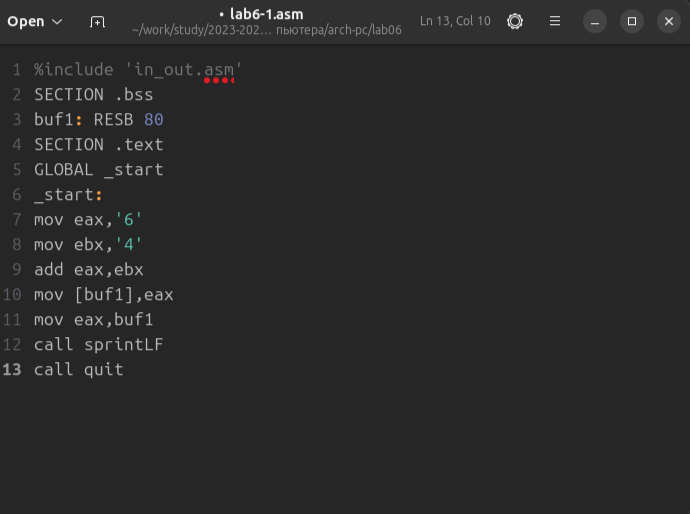 Open
• lab6-1.asm
~/work/study/2023-202… пьютера/arch-pc/lab06
Ln 13, Col 10
1 %include 'in_out.asm'
2 SECTION .bss
3 buf1: RESB 80
4 SECTION .text
5 GLOBAL _start
6 _start:
7 mov eax,'6'
8 mov ebx,'4'
9 add eax,ebx
10 mov [buf1],eax
11 mov eax,buf1
12 call sprintLF
13 call quit